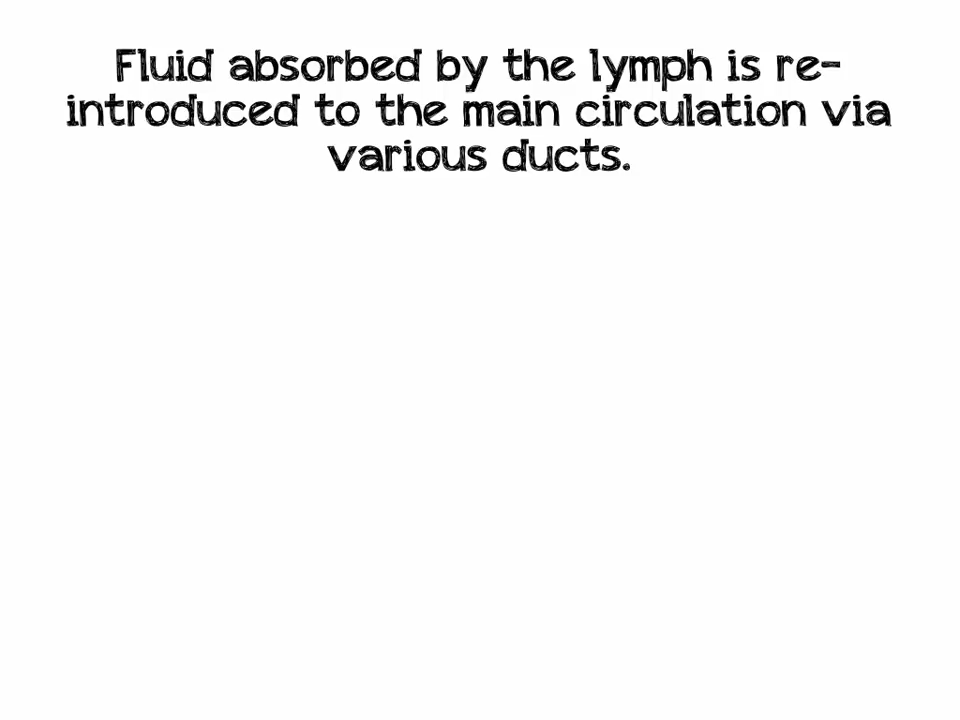 Fluid absorbed by the lymph is re-
introduced to the main circulation via
various ducts.